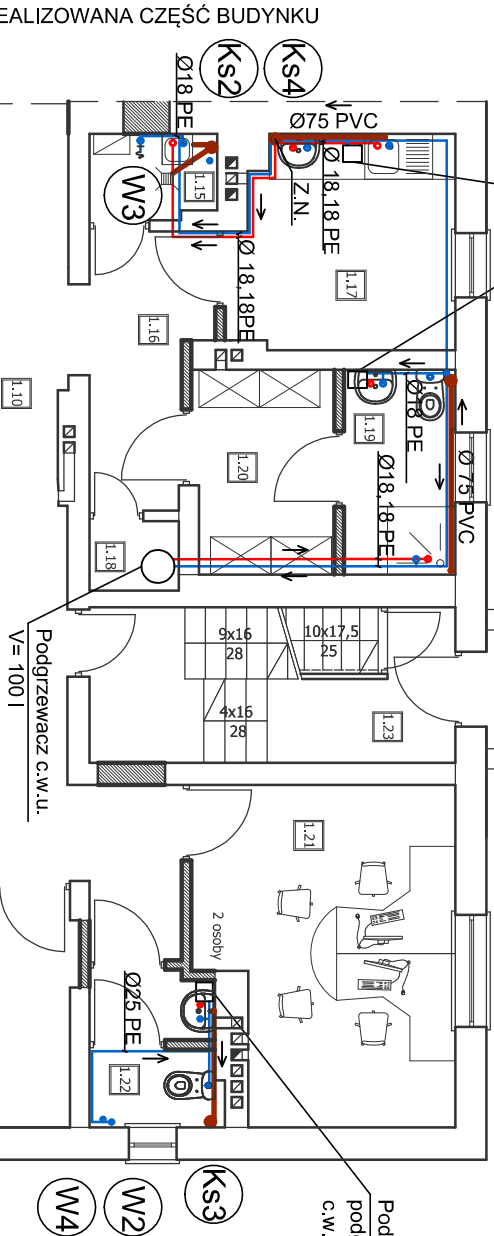 EALIZOWANA CZĘŚĆ BUDYNKU
Ks2
Ks4
Ø18 PE
Ø75 PVC
Ø 18,18 PE
Z.N.
1.15
W3
Ø 18,18PE
1.17
1.16
1.10
1.19
Ø18 PE
Ø 75 PVC
1.20
Ø18,18 PE
1.18
Podgrzewacz c.w.u.
V= 100 l
9x16
28
10x17,5
25
4x16
28
1.23
1.21
2 osoby
Ø25 PE
1.22
Ks3
W2
W4
Pod
pod
c.w.